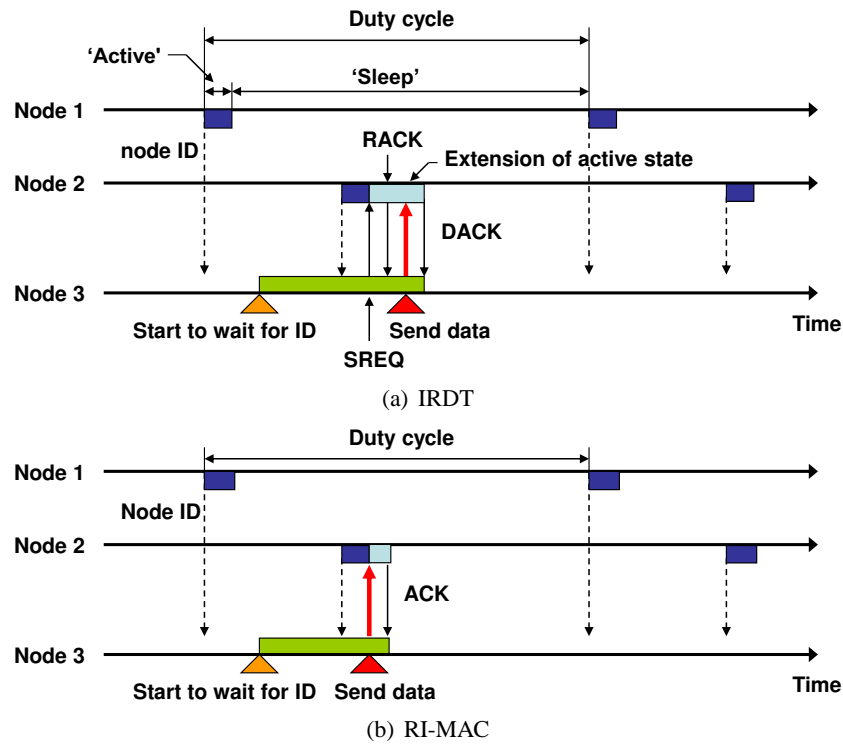 Duty cycle
‘Active'
‘Sleep’
Node 1
RACK
node ID
Extension of active state
Node 2
DACK
Node 3
Start to wait for ID
Send data
Time
SREQ
(a) IRDT
Duty cycle
Node 1
Node ID
Node 2
ACK
Node 3
Start to wait for ID
Send data
Time
(b) RI-MAC